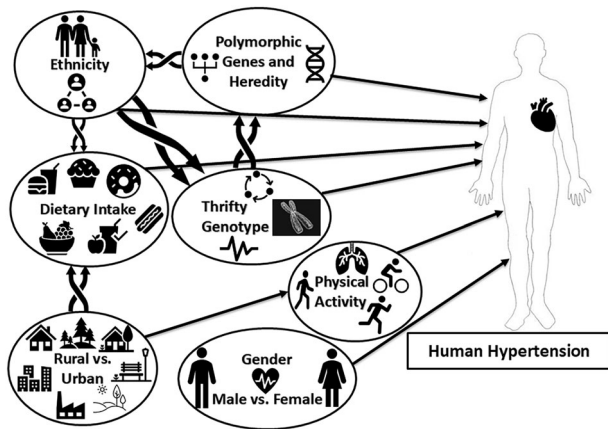 Ethnicity
Polymorphic
Genes and
Heredity
Dietary Intake
Thrifty
Genotype
Physical
Activity
Rural vs.
Urban
Gender
Male vs. Female
Human Hypertension